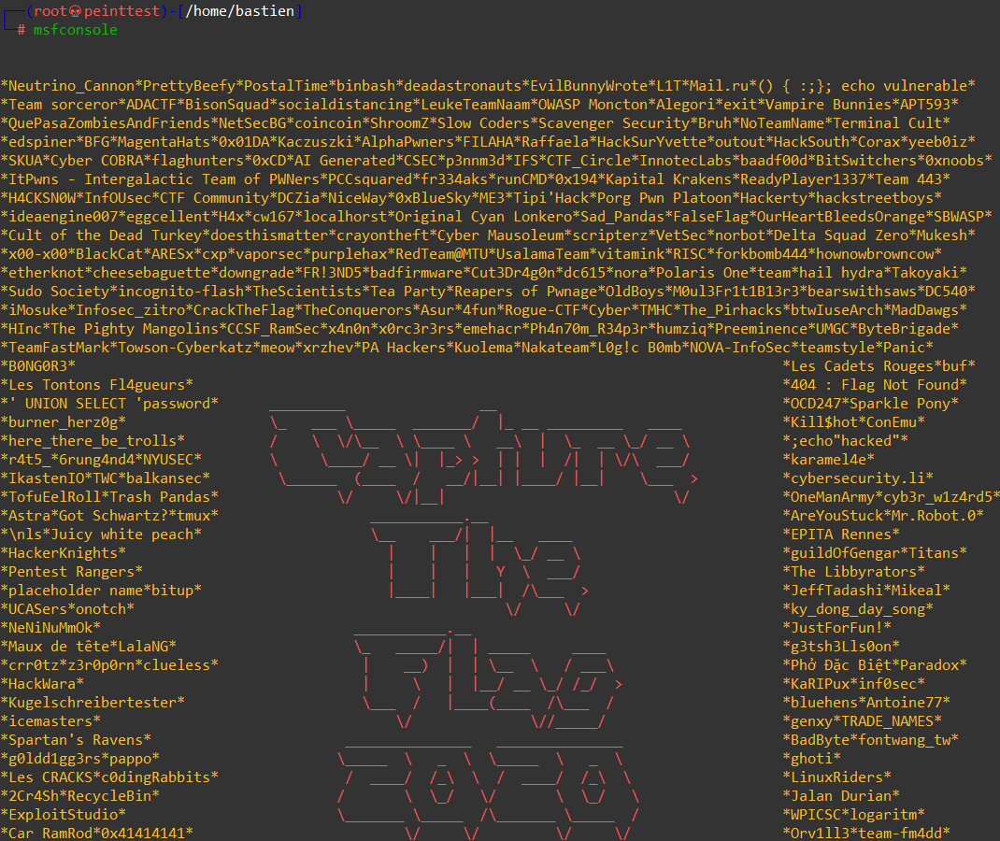 ┌──(root💀peinttest)-[/home/bastien]
└─# msfconsole
*Neutrino_Cannon*PrettyBeefy*PostalTime*binbash*deadastronauts*EvilBunnyWrote*L1T*Mail.ru*() { :;}; echo vulnerable*
*Team sorceror*ADACTF*BisonSquad*socialdistancing*LeukeTeamNaam*OWASP Moncton*Alegori*exit*Vampire Bunnies*APT593*
*QuePasaZombiesAndFriends*NetSecBG*coincoin*ShroomZ*Slow Coders*Scavenger Security*Bruh*NoTeamName*Terminal Cult*
*edspiner*BFG*MagentaHats*0x01DA*Kaczuszki*AlphaPwners*FILAHA*Raffaela*HackSurYvette*outout*HackSouth*Corax*yeeb0iz*
*SKUA*Cyber COBRA*flaghunters*0xCD*AI Generated*CSEC*p3nnm3d*IFS*CTF_Circle*InnotecLabs*baadf00d*BitSwitchers*0xnoobs*
*ItPwns - Intergalactic Team of PWNers*PCCsquared*fr334aks*runCMD*0x194*Kapital Krakens*ReadyPlayer1337*Team 443*
*H4CKSN0W*InfOUsec*CTF Community*DCZia*NiceWay*0xBlueSky*ME3*Tipi'Hack*Porg Pwn Platoon*Hackerty*hackstreetboys*
*ideaengine007*eggcellent*H4x*cw167*localhorst*Original Cyan Lonkero*Sad_Pandas*FalseFlag*OurHeartBleedsOrange*SBWASP*
*Cult of the Dead Turkey*doesthismatter*crayontheft*Cyber Mausoleum*scripterz*VetSec*norbot*Delta Squad Zero*Mukesh*
*x00-x00*BlackCat*ARESx*cxp*vaporsec*purplehax*RedTeam@MTU*UsalamaTeam*vitamink*RISC*forkbomb444*hownowbrowncow*
*etherknot*cheesebaguette*downgrade*FR!3ND5*badfirmware*Cut3Dr4g0n*dc615*nora*Polaris One*team*hail hydra*Takoyaki*
*Sudo Society*incognito-flash*TheScientists*Tea Party*Reapers of Pwnage*OldBoys*M0ul3Fr1t1B13r3*bearswithsaws*DC540*
*iMosuke*Infosec_zitro*CrackTheFlag*TheConquerors*Asur*4fun*Rogue-CTF*Cyber*TMHC*The_Pirhacks*btwIuseArch*MadDawgs*
*HInc*The Pighty Mangolins*CCSF_RamSec*x4n0n*x0rc3r3rs*emehacr*Ph4n70m_R34p3r*humziq*Preeminence*UMGC*ByteBrigade*
*TeamFastMark*Towson-Cyberkatz*meow*xrzhev*PA Hackers*Kuolema*Nakateam*L0g!c B0mb*NOVA-InfoSec*teamstyle*Panic*
*B0NG0R3* *Les Cadets Rouges*buf*
*Les Tontons Fl4gueurs* *404 : Flag Not Found*
*' UNION SELECT 'password* *OCD247*Sparkle Pony*
*burner_herz0g* *Kill$hot*ConEmu*
*here_there_be_trolls* *;echo"hacked"*
*r4t5_*6rung4nd4*NYUSEC* *karamel4e*
*IkastenIO*TWC*balkansec* *cybersecurity.li*
Capture
*TofuEelRoll*Trash Pandas* *OneManArmy*cyb3r_w1z4rd5*
*Astra*Got Schwartz?*tmux* *AreYouStuck*Mr.Robot.0*
*\nls*Juicy white peach* *EPITA Rennes*
*HackerKnights* *guildOfGengar*Titans*
*Pentest Rangers* *The Libbyrators*
The
*placeholder name*bitup* *JeffTadashi*Mikeal*
*UCASers*onotch* *ky_dong_day_song*
*NeNiNuMmOk* *JustForFun!*
*Maux de tête*LalaNG* *g3tsh3Lls0on*
*crr0tz*z3r0p0rn*clueless* *Phở Đặc Biệt*Paradox*
*HackWara* *KaRIPux*inf0sec*
Flag
*Kugelschreibertester* *bluehens*Antoine77*
*icemasters* *genxy*TRADE_NAMES*
*Spartan's Ravens* *BadByte*fontwang_tw*
*g0ldd1gg3rs*pappo* *ghoti*
*Les CRACKS*c0dingRabbits* *LinuxRiders*
2020
*2Cr4Sh*RecycleBin* *Jalan Durian*
*ExploitStudio* *WPICSC*logaritm*
*Car RamRod*0x41414141* *Orv1ll3*team-fm4dd*